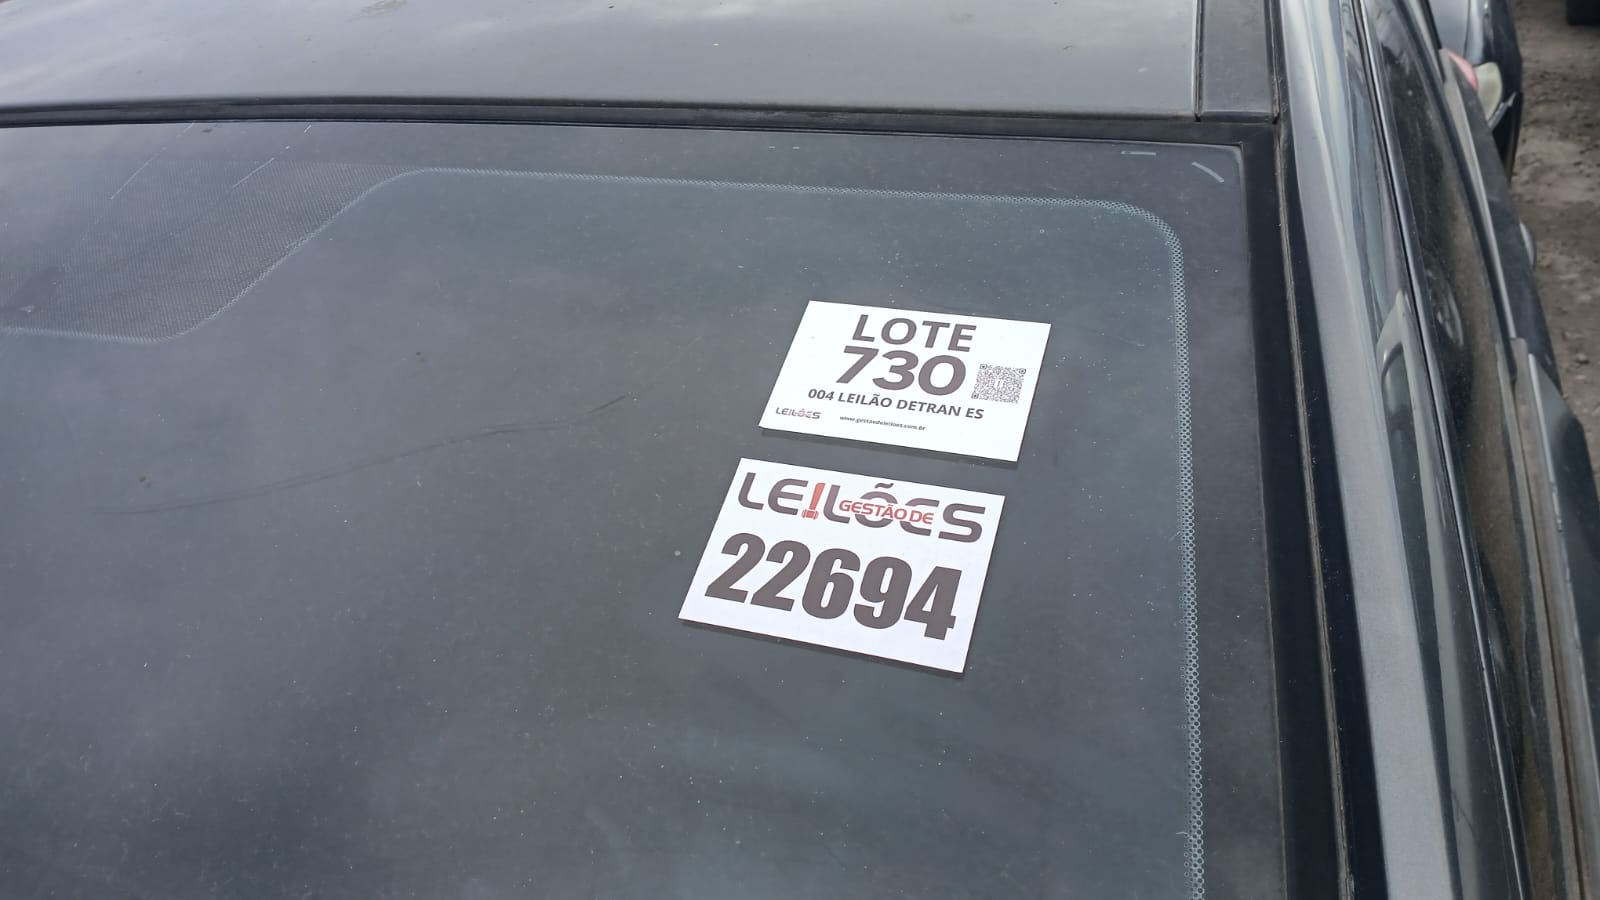 LOTE
730
004 LEILÃO DETRAN ES
LEILÕES www.gestaodeleiloes.com.br
LEILÕES
GESTÃO DE
22694